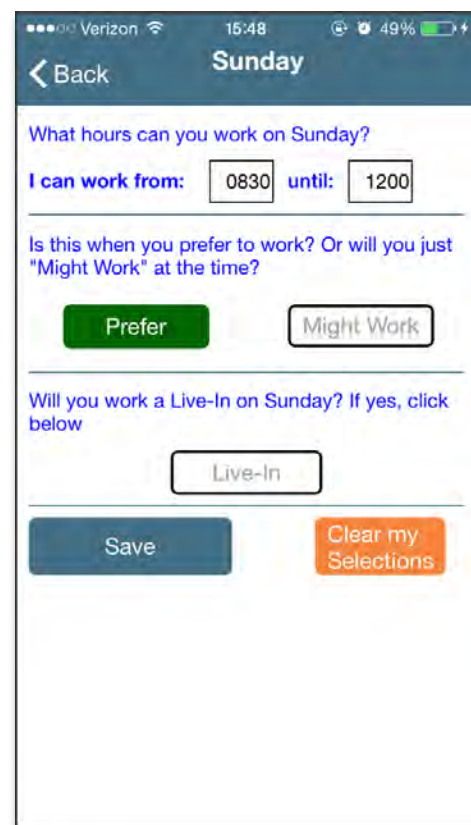 Verizon 15:48 49%
Back Sunday
What hours can you work on Sunday?
I can work from: 0830 until: 1200
Is this when you prefer to work? Or will you just
"Might Work" at the time?
Prefer Might Work
Will you work a Live-In on Sunday? If yes, click
below
Live-In
Save Clear my
Selections